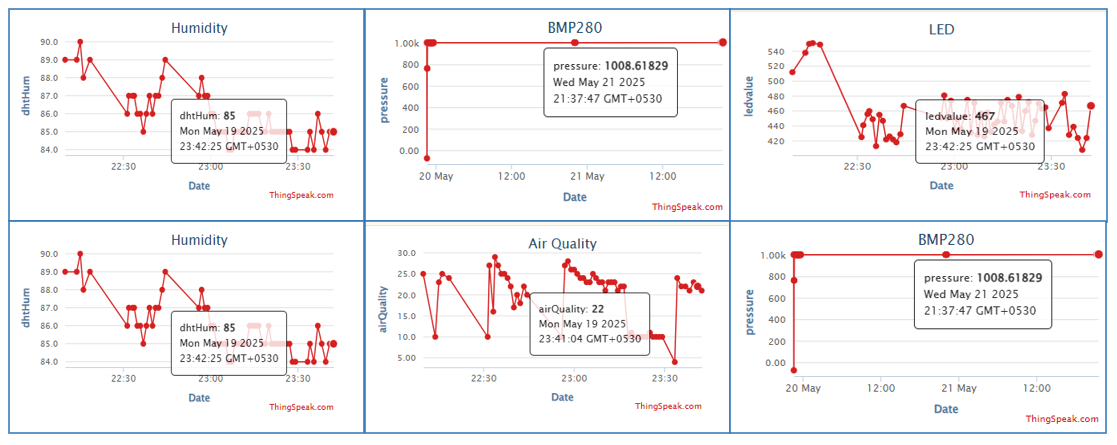 Humidity
90.0
89.0
88.0
87.0
86.0
85.0
84.0
dhtHum
dhtHum: 85
Mon May 19 2025
23:42:25 GMT+0530
22:30
23:00
23:30
Date
ThingSpeak.com
BMP280
1.00k
800
600
400
200
0.00
pressure
pressure: 1008.61829
Wed May 21 2025
21:37:47 GMT+0530
20 May
12:00
21 May
12:00
Date
ThingSpeak.com
LED
540
520
500
480
460
440
420
ledvalue
ledvalue: 467
Mon May 19 2025
23:42:25 GMT+0530
22:30
23:00
23:30
Date
ThingSpeak.com
Humidity
90.0
89.0
88.0
87.0
86.0
85.0
84.0
dhtHum
dhtHum: 85
Mon May 19 2025
23:42:25 GMT+0530
22:30
23:00
23:30
Date
ThingSpeak.com
Air Quality
30.0
25.0
20.0
15.0
10.0
5.00
airQuality
airQuality: 22
Mon May 19 2025
23:41:04 GMT+0530
22:30
23:00
23:30
Date
ThingSpeak.com
BMP280
1.00k
800
600
400
200
0.00
pressure
pressure: 1008.61829
Wed May 21 2025
21:37:47 GMT+0530
20 May
12:00
21 May
12:00
Date
ThingSpeak.com